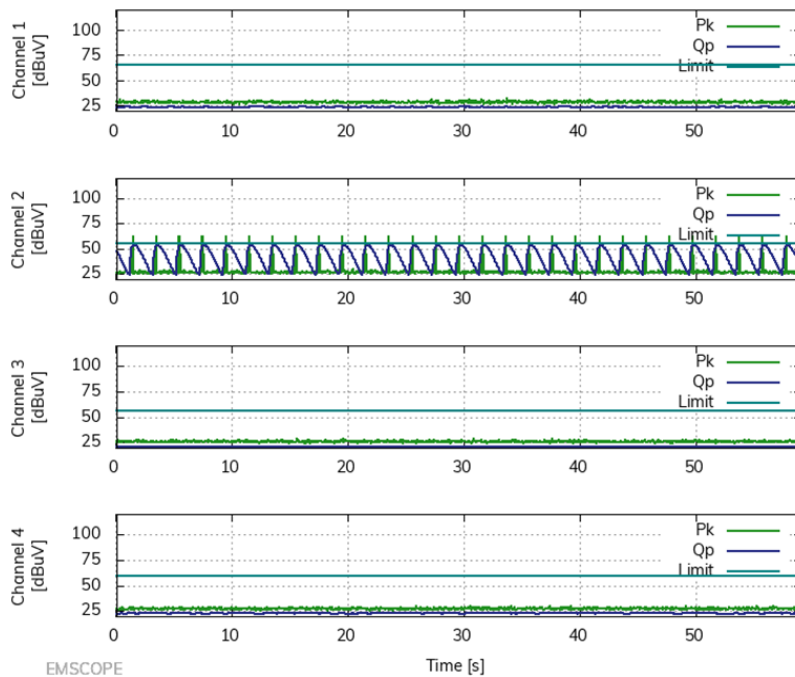 Channel 1
[dBuV]
100
75
50
25
Pk
Qp
Limit
0 10 20 30 40 50
Channel 2
[dBuV]
100
75
50
25
Pk
Qp
Limit
0 10 20 30 40 50
Channel 3
[dBuV]
100
75
50
25
Pk
Qp
Limit
0 10 20 30 40 50
Channel 4
[dBuV]
100
75
50
25
Pk
Qp
Limit
0 10 20 30 40 50
EMSCOPE
Time [s]